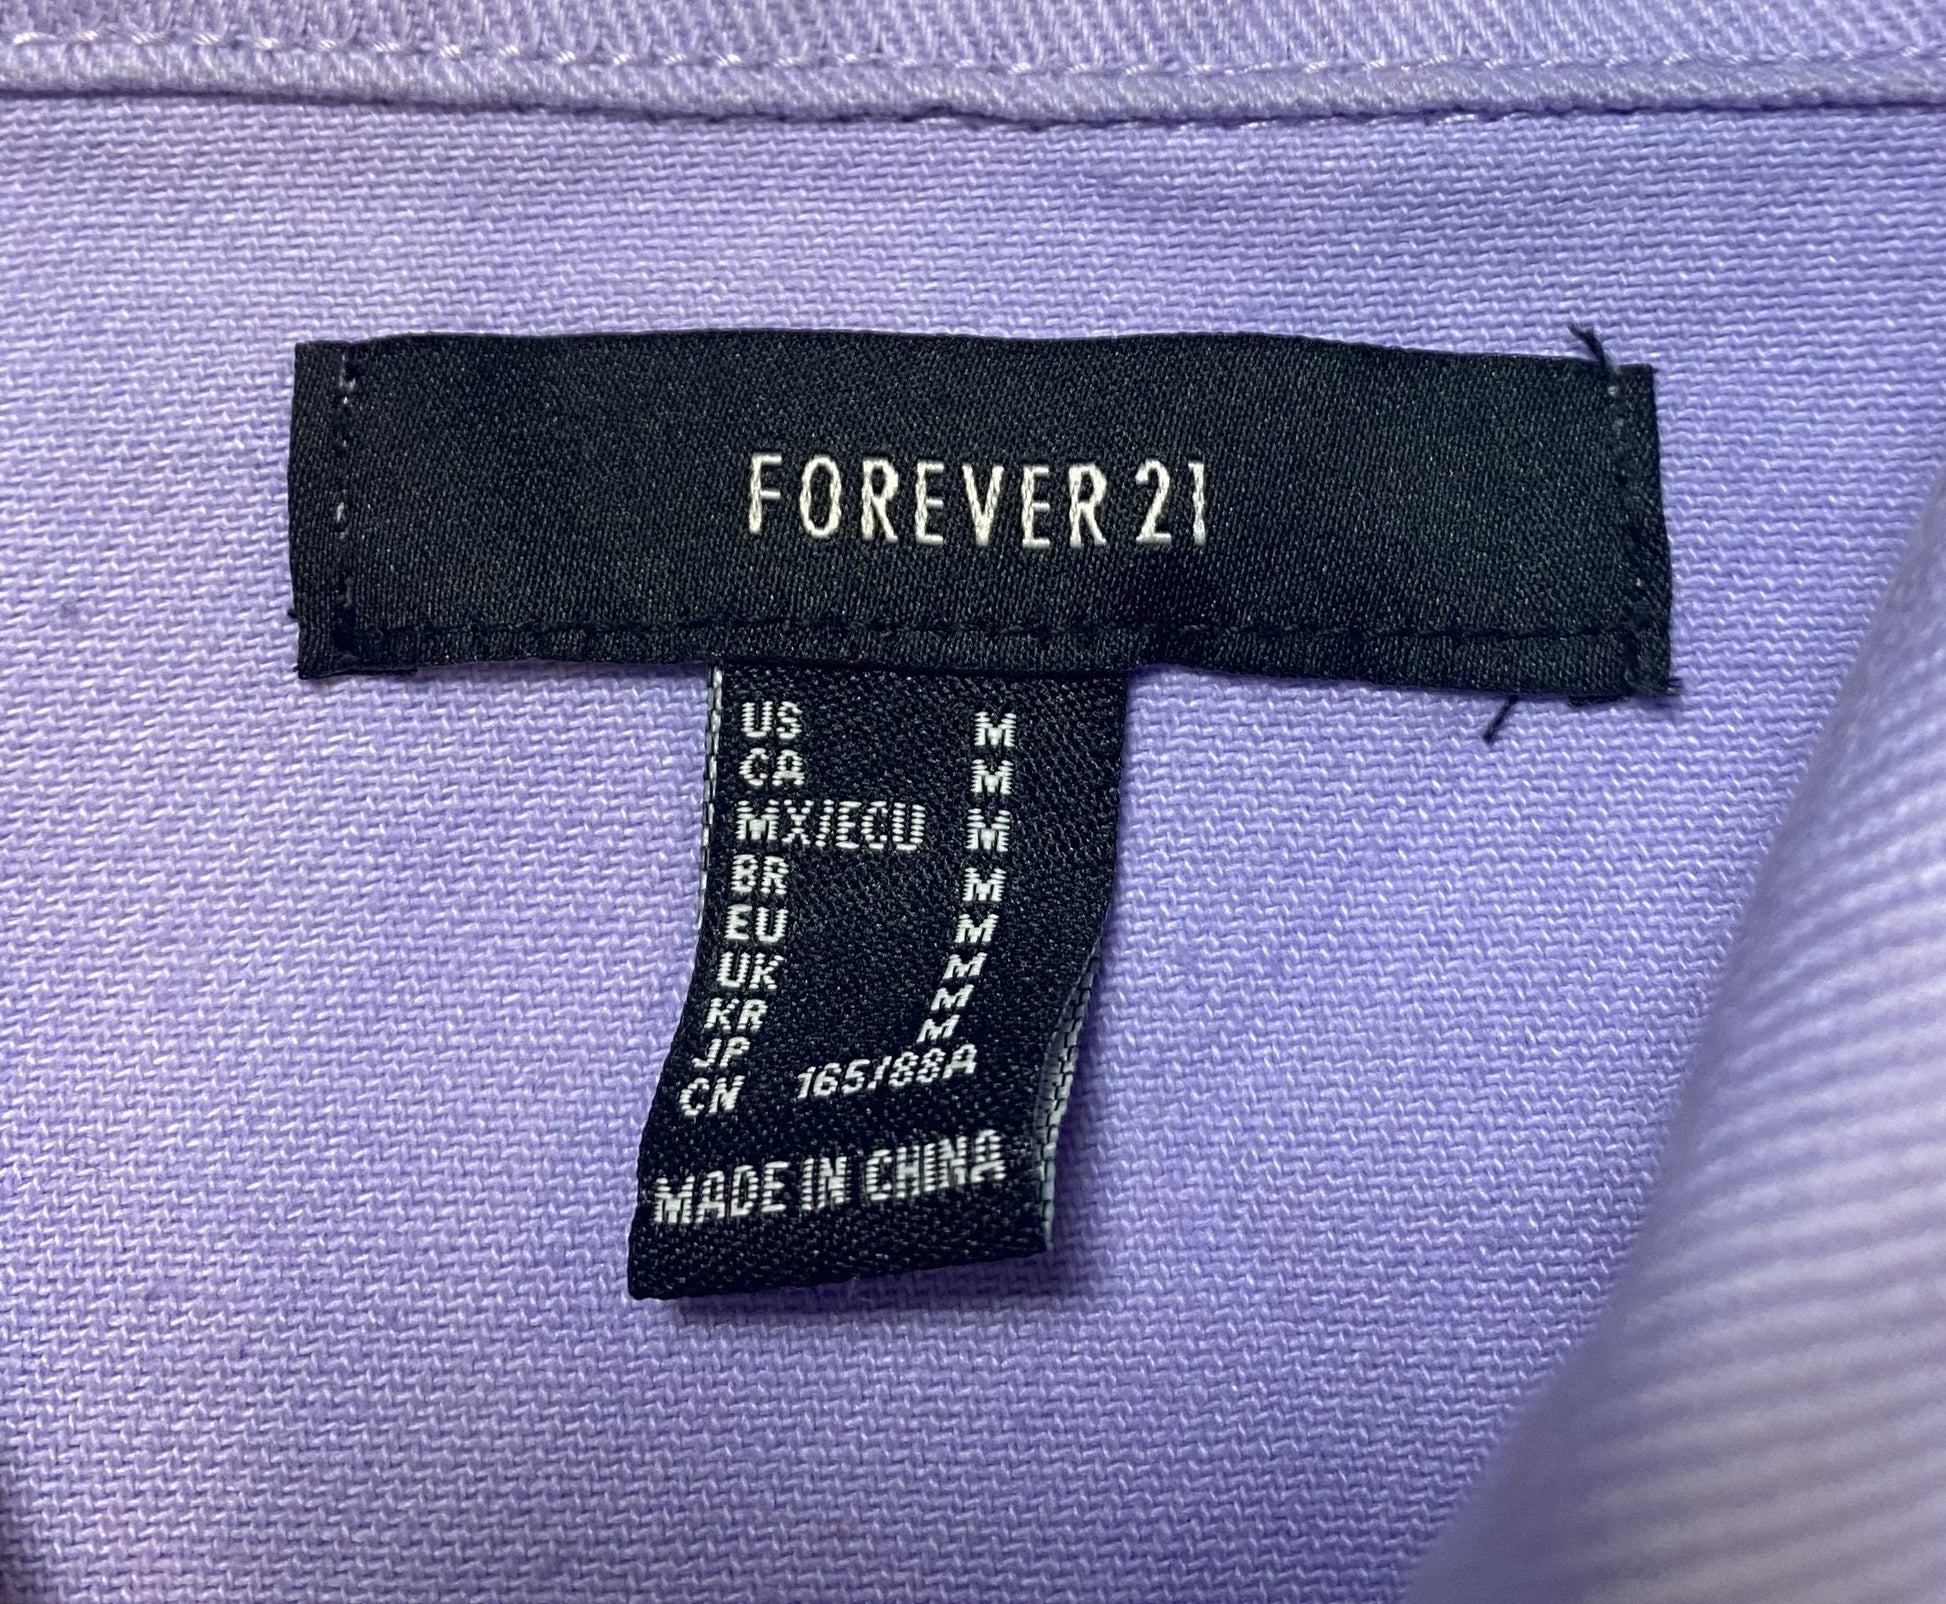 FOREVER 21
US M
CA M
MX/ECU M
BR M
EU M
UK M
KR M
JP M
CN 165/88A
MADE IN CHINA